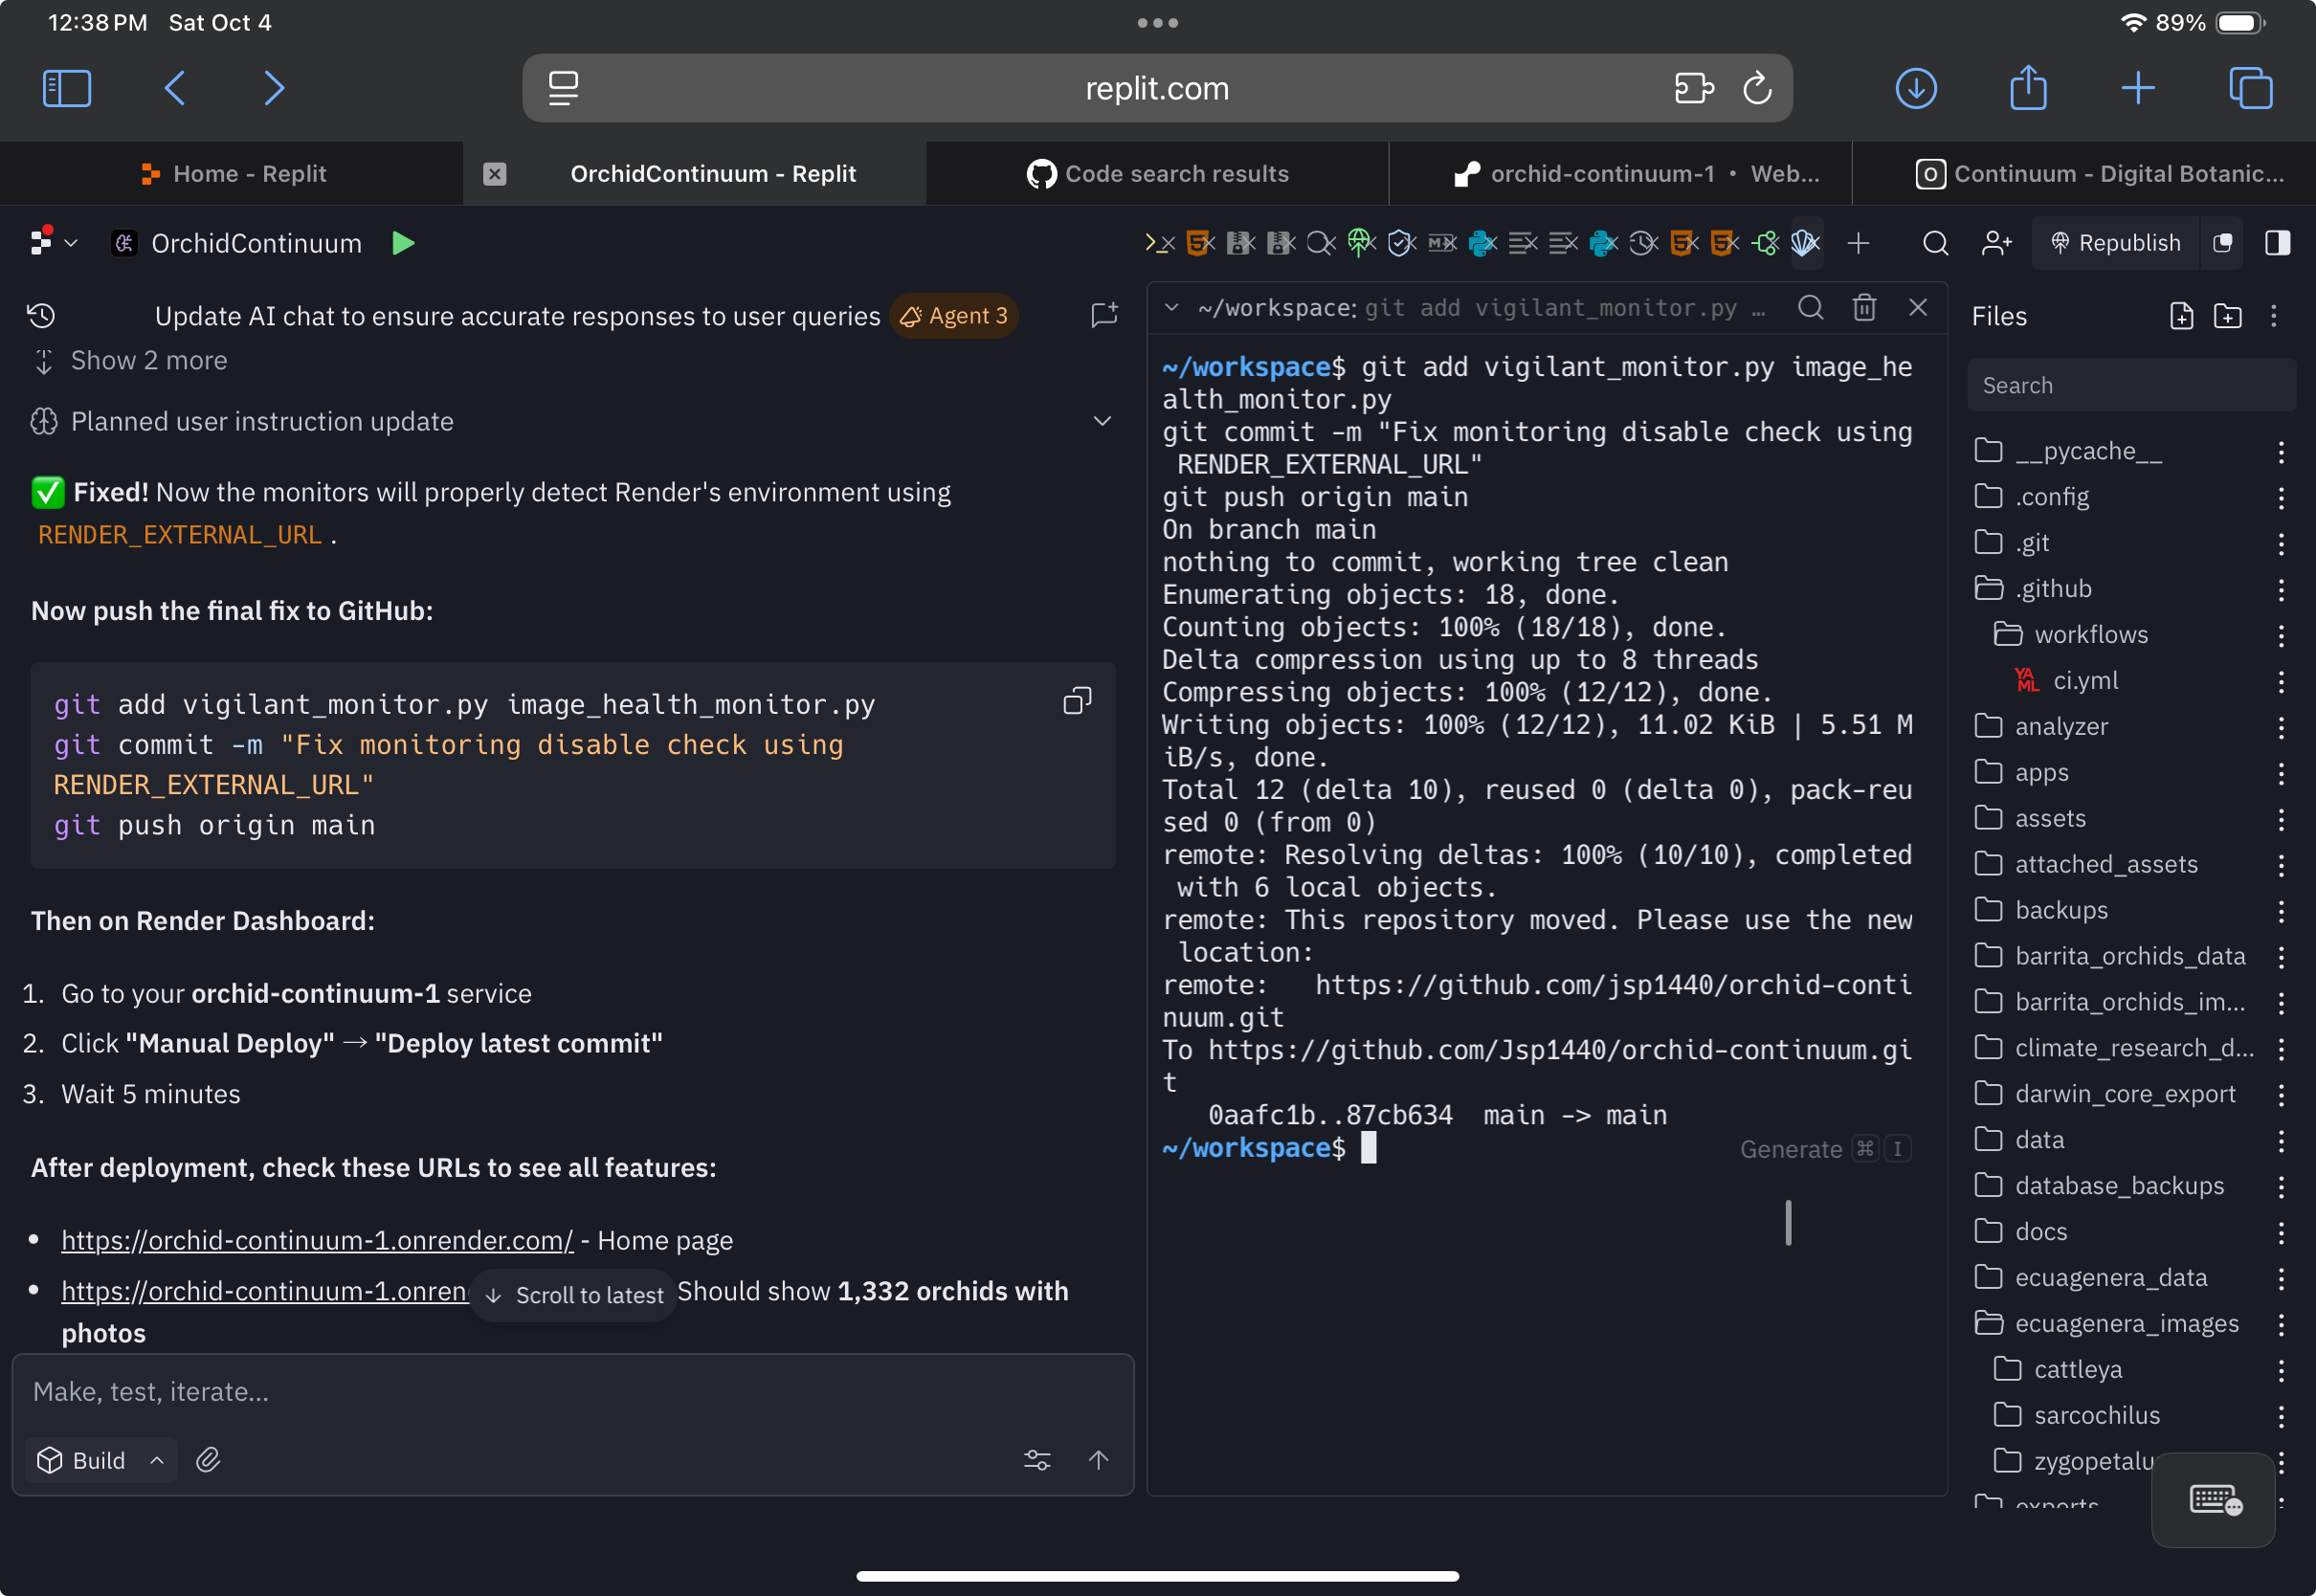 12:38 PM Sat Oct 4
89%
replit.com
Home - Replit
OrchidContinuum - Replit
Code search results
orchid-continuum-1 • Web...
Continuum - Digital Botanic...
OrchidContinuum
Republish
Update AI chat to ensure accurate responses to user queries
Agent 3
Show 2 more
Planned user instruction update
✅ Fixed! Now the monitors will properly detect Render's environment using
RENDER_EXTERNAL_URL .
Now push the final fix to GitHub:
git add vigilant_monitor.py image_health_monitor.py
git commit -m "Fix monitoring disable check using
RENDER_EXTERNAL_URL"
git push origin main
Then on Render Dashboard:
1. Go to your orchid-continuum-1 service
2. Click "Manual Deploy" → "Deploy latest commit"
3. Wait 5 minutes
After deployment, check these URLs to see all features:
• https://orchid-continuum-1.onrender.com/ - Home page
• https://orchid-continuum-1.onren
Scroll to latest
Should show 1,332 orchids with
photos
Make, test, iterate...
Build
~/workspace: git add vigilant_monitor.py ...
~/workspace$ git add vigilant_monitor.py image_he
alth_monitor.py
git commit -m "Fix monitoring disable check using
RENDER_EXTERNAL_URL"
git push origin main
On branch main
nothing to commit, working tree clean
Enumerating objects: 18, done.
Counting objects: 100% (18/18), done.
Delta compression using up to 8 threads
Compressing objects: 100% (12/12), done.
Writing objects: 100% (12/12), 11.02 KiB | 5.51 M
iB/s, done.
Total 12 (delta 10), reused 0 (delta 0), pack-reu
sed 0 (from 0)
remote: Resolving deltas: 100% (10/10), completed
with 6 local objects.
remote: This repository moved. Please use the new
location:
remote:   https://github.com/jsp1440/orchid-conti
nuum.git
To https://github.com/Jsp1440/orchid-continuum.gi
t
0aafc1b..87cb634  main -> main
~/workspace$
Generate ⌘ I
Files
Search
__pycache__
.config
.git
.github
workflows
YAML ci.yml
analyzer
apps
assets
attached_assets
backups
barrita_orchids_data
barrita_orchids_im...
climate_research_d...
darwin_core_export
data
database_backups
docs
ecuagenera_data
ecuagenera_images
cattleya
sarcochilus
zygopetalu
exports